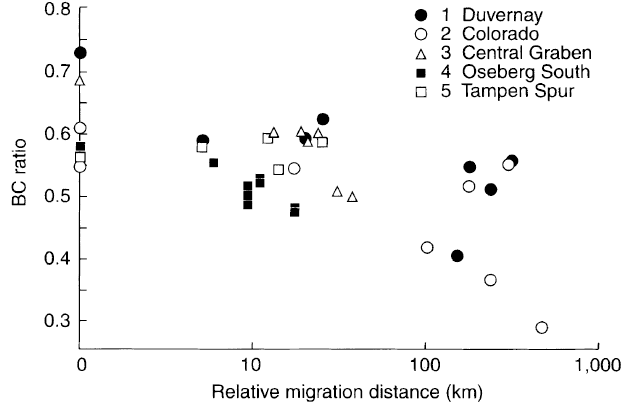 0.8
0.7
0.6
0.5
0.4
0.3
BC ratio
1 Duvernay
2 Colorado
3 Central Graben
4 Oseberg South
5 Tampen Spur
0 10 100 1,000
Relative migration distance (km)